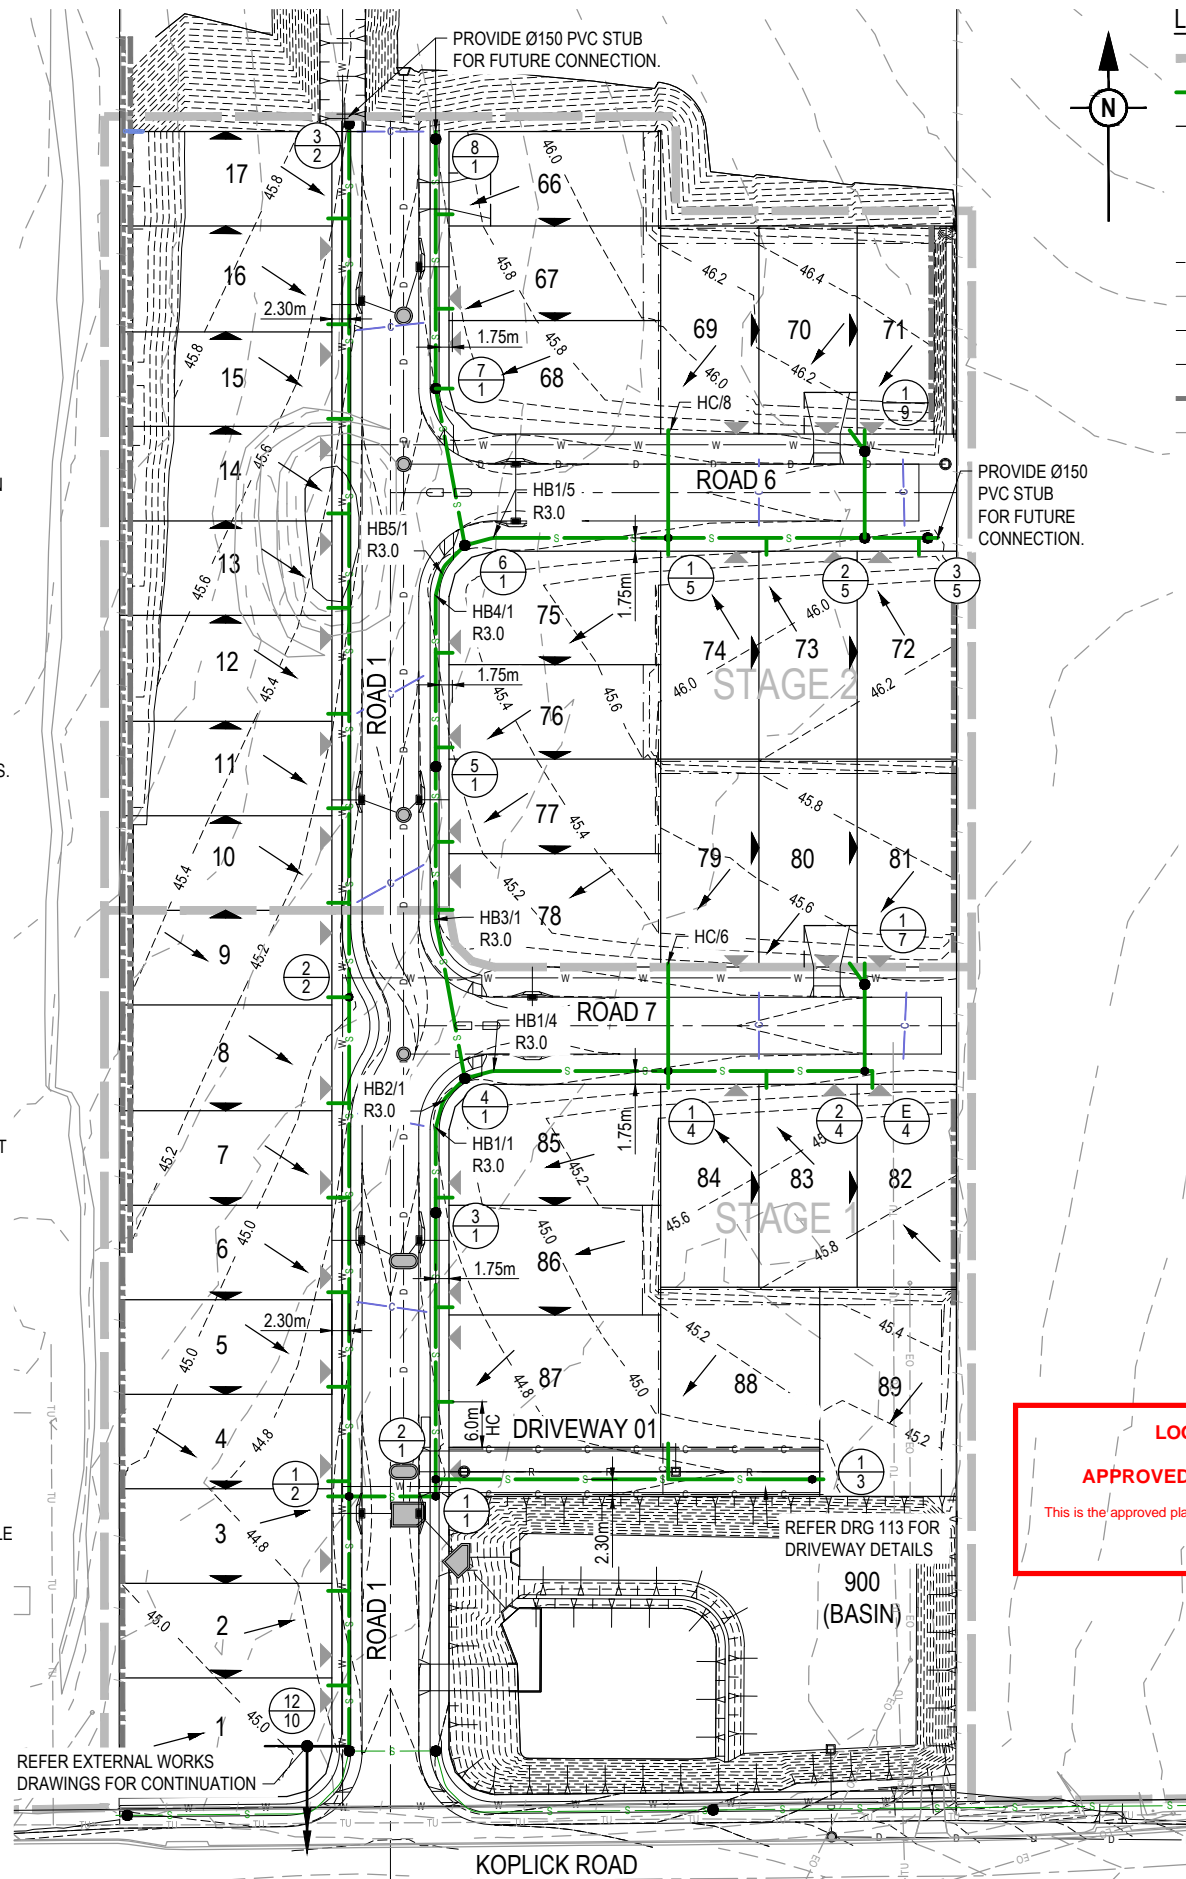 PROVIDE Ø150 PVC STUB
FOR FUTURE CONNECTION.
L
N
3
2
8
1
17
66
45.8
46.0
16
67
45.8
46.2
46.4
2.30m
69
70
71
1.75m
45.8
45.8
15
7
1
68
46.0
46.2
HC/8
1
9
45.6
14
ROAD 6
PROVIDE Ø150
PVC STUB
FOR FUTURE
CONNECTION.
N
HB1/5
R3.0
HB5/1
R3.0
13
6
1
1
5
2
5
3
5
45.6
HB4/1
R3.0
75
1.75m
46.0
12
74
73
72
ROAD 1
1.75m
STAGE 2
45.4
45.4
45.6
46.0
46.2
76
11
5
1
S.
77
45.8
10
45.4
45.4
79
80
81
45.2
78
45.6
HB3/1
R3.0
HC/6
1
7
9
45.2
2
2
ROAD 7
HB1/4
R3.0
8
HB2/1
R3.0
4
1
1
4
2
4
E
4
T
HB1/1
R3.0
85
1.75m
45.2
7
45.2
84
83
82
3
1
STAGE 1
45.6
45.0
6
45.0
86
45.8
1.75m
2.30m
5
45.0
45.2
45.4
87
44.8
45.0
88
89
6.0m
HC
DRIVEWAY 01
45.2
4
44.8
2
1
LOC
APPROVED
This is the approved pla
1
2
1
3
1
1
3
LE
44.8
2.30m
REFER DRG 113 FOR
DRIVEWAY DETAILS
900
(BASIN)
2
45.0
ROAD 1
12
10
1
45.0
REFER EXTERNAL WORKS
DRAWINGS FOR CONTINUATION
KOPLICK ROAD